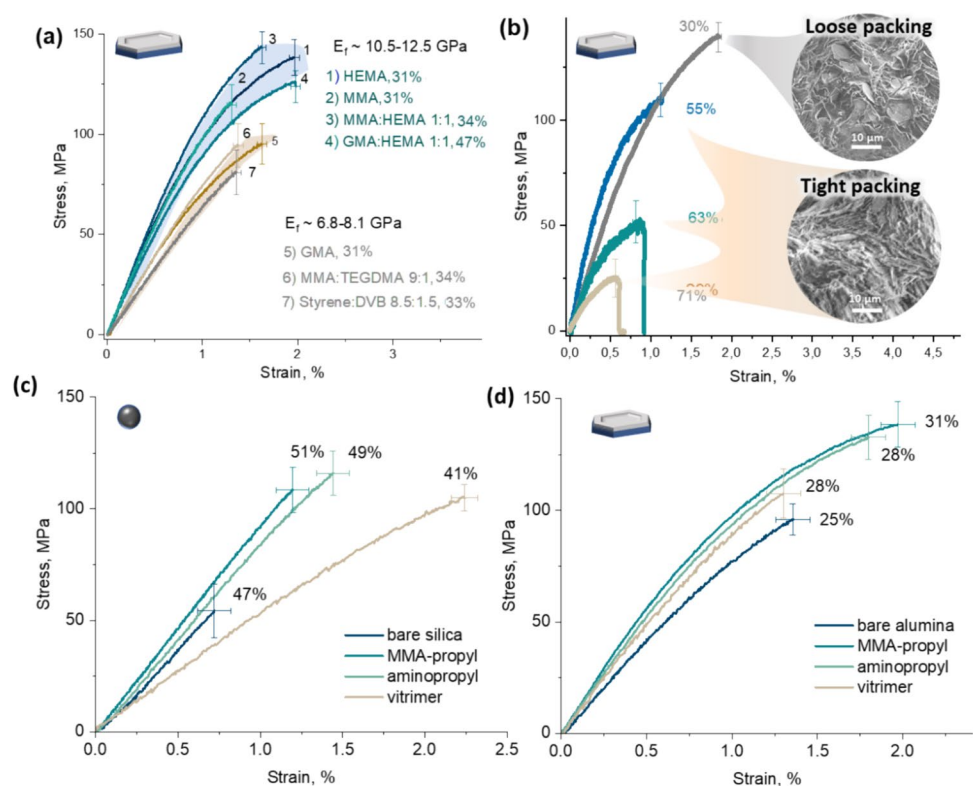 (a)
150
100
50
0
Stress, MPa
0
1
2
3
Strain, %
3
1
2
4
6
5
7
E_f ~ 10.5-12.5 GPa
1) HEMA, 31%
2) MMA, 31%
3) MMA:HEMA 1:1, 34%
4) GMA:HEMA 1:1, 47%
E_f ~ 6.8-8.1 GPa
5) GMA, 31%
6) MMA:TEGDMA 9:1, 34%
7) Styrene:DVB 8.5:1.5, 33%
(b)
150
100
50
0
Stress, MPa
0,0 0,5 1,0 1,5 2,0 2,5 3,0 3,5 4,0 4,5
Strain, %
30%
55%
63%
71%
Loose packing
10 µm
Tight packing
10 µm
(c)
150
100
50
0
Stress, MPa
0.0 0.5 1.0 1.5 2.0 2.5
Strain, %
51%
49%
41%
47%
bare silica
MMA-propyl
aminopropyl
vitrimer
(d)
150
100
50
0
Stress, MPa
0.0 0.5 1.0 1.5 2.0
Strain, %
31%
28%
28%
25%
bare alumina
MMA-propyl
aminopropyl
vitrimer